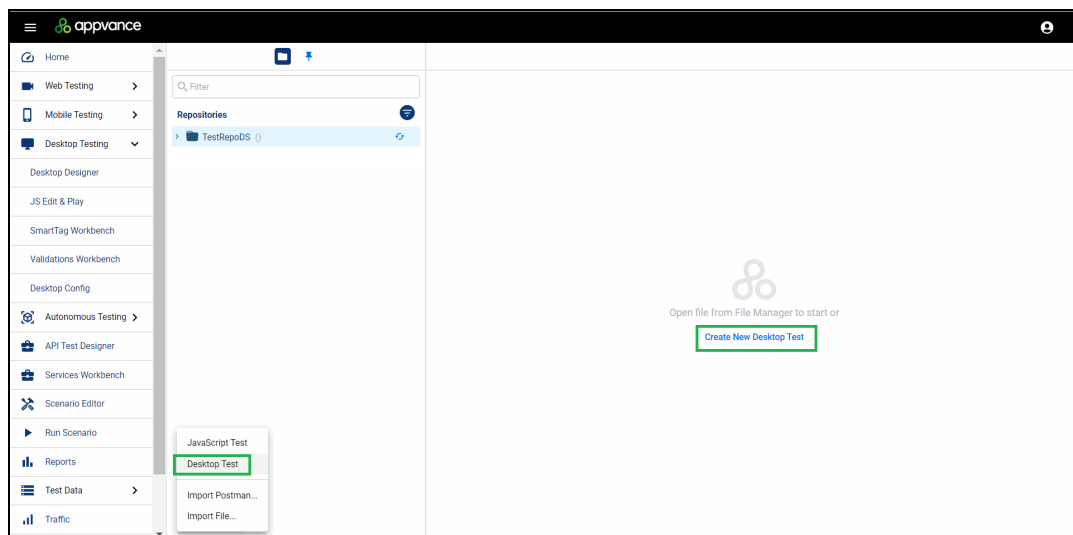 appvance
Home
Web Testing
Mobile Testing
Desktop Testing
Desktop Designer
JS Edit & Play
SmartTag Workbench
Validations Workbench
Desktop Config
Autonomous Testing
API Test Designer
Services Workbench
Scenario Editor
Run Scenario
Reports
Test Data
Traffic
Filter
Repositories
TestRepoDS ()
JavaScript Test
Desktop Test
Import Postman...
Import File...
Open file from File Manager to start or
Create New Desktop Test